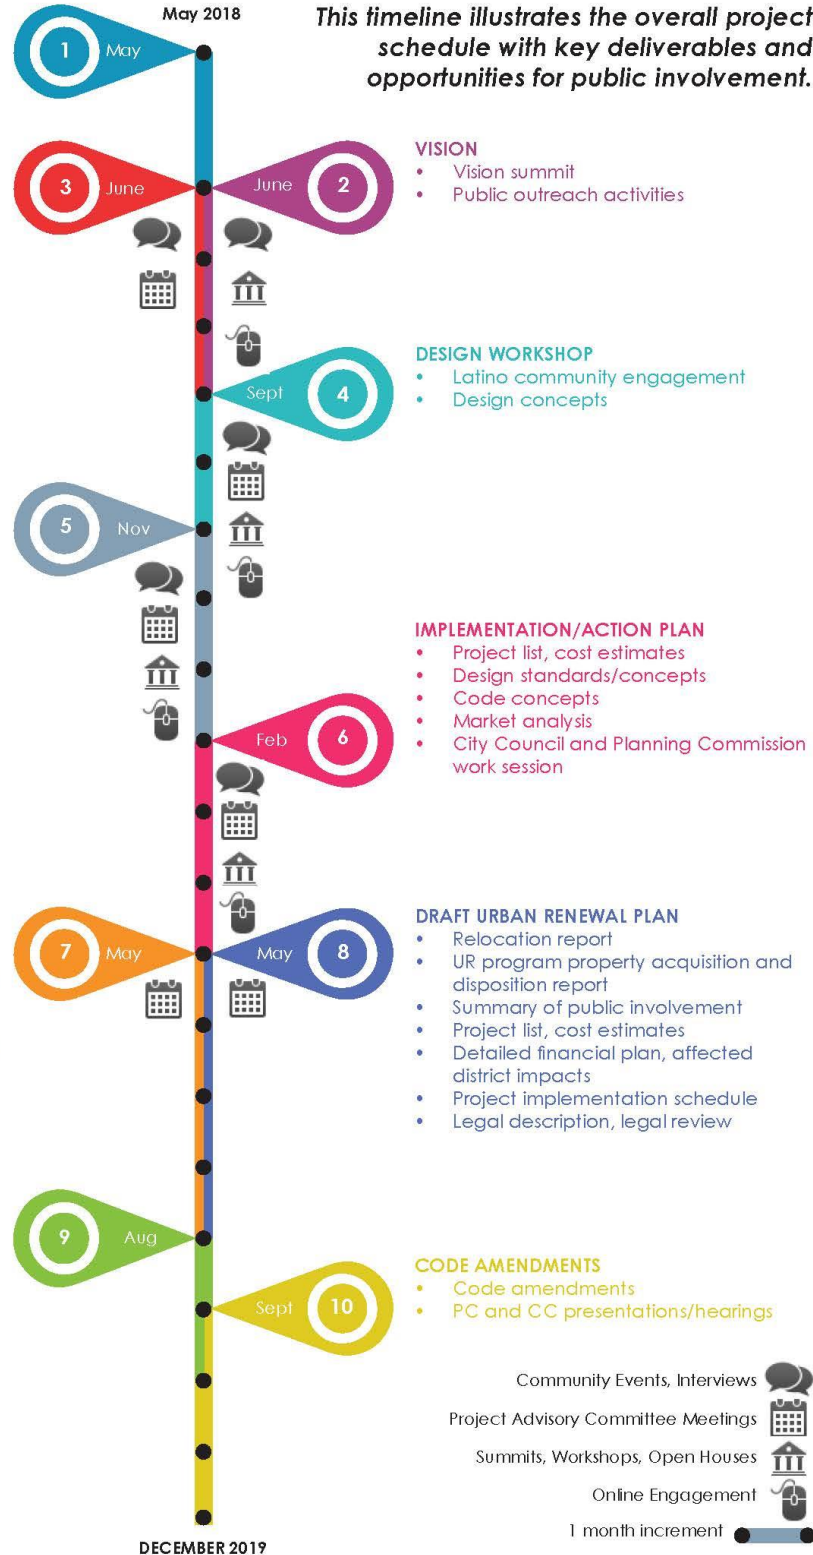 May 2018
This timeline illustrates the overall project
schedule with key deliverables and
opportunities for public involvement.
1 May
3 June
June 2
VISION
• Vision summit
• Public outreach activities
Sept 4
DESIGN WORKSHOP
• Latino community engagement
• Design concepts
5 Nov
Feb 6
IMPLEMENTATION/ACTION PLAN
• Project list, cost estimates
• Design standards/concepts
• Code concepts
• Market analysis
• City Council and Planning Commission
work session
7 May
May 8
DRAFT URBAN RENEWAL PLAN
• Relocation report
• UR program property acquisition and
disposition report
• Summary of public involvement
• Project list, cost estimates
• Detailed financial plan, affected
district impacts
• Project implementation schedule
• Legal description, legal review
9 Aug
Sept 10
CODE AMENDMENTS
• Code amendments
• PC and CC presentations/hearings
Community Events, Interviews
Project Advisory Committee Meetings
Summits, Workshops, Open Houses
Online Engagement
1 month increment
DECEMBER 2019